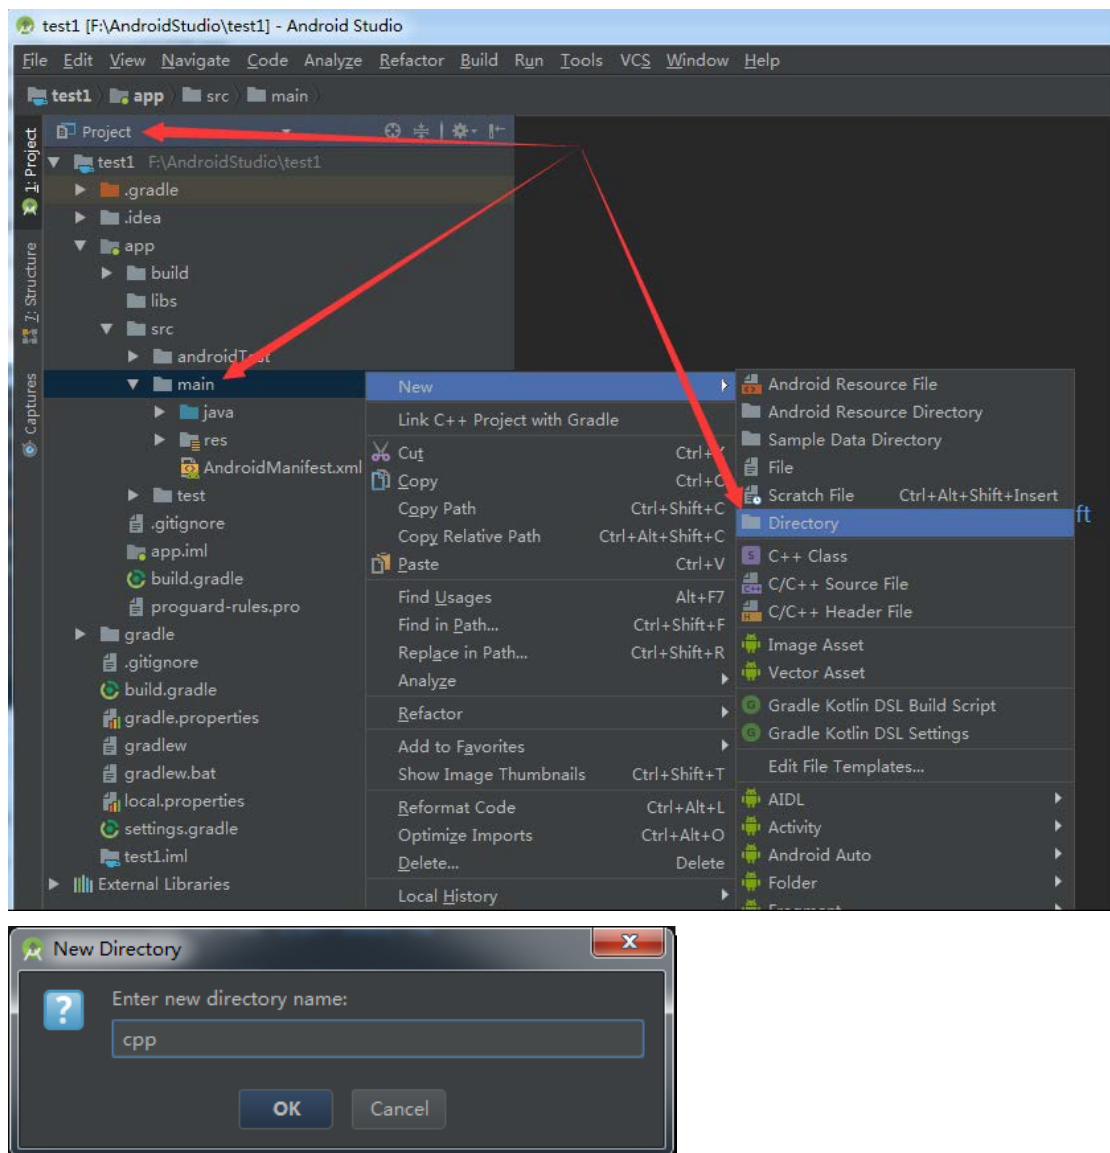 test1 [F:\AndroidStudio\test1] - Android Studio
File Edit View Navigate Code Analyze Refactor Build Run Tools VCS Window Help
test1 app src main
Project
1: Project
7: Structure
Captures
test1 F:\AndroidStudio\test1
.gradle
.idea
app
build
libs
src
androidTest
main
java
res
AndroidManifest.xml
test
.gitignore
app.iml
build.gradle
proguard-rules.pro
gradle
.gitignore
build.gradle
gradle.properties
gradlew
gradlew.bat
local.properties
settings.gradle
test1.iml
External Libraries
New
Link C++ Project with Gradle
Cut Ctrl+X
Copy Ctrl+C
Copy Path Ctrl+Shift+C
Copy Relative Path Ctrl+Alt+Shift+C
Paste Ctrl+V
Find Usages Alt+F7
Find in Path... Ctrl+Shift+F
Replace in Path... Ctrl+Shift+R
Analyze
Refactor
Add to Favorites
Show Image Thumbnails Ctrl+Shift+T
Reformat Code Ctrl+Alt+L
Optimize Imports Ctrl+Alt+O
Delete... Delete
Local History
Android Resource File
Android Resource Directory
Sample Data Directory
File
Scratch File Ctrl+Alt+Shift+Insert
Directory
ft
C++ Class
C/C++ Source File
C/C++ Header File
Image Asset
Vector Asset
Gradle Kotlin DSL Build Script
Gradle Kotlin DSL Settings
Edit File Templates...
AIDL
Activity
Android Auto
Folder
Fragment
New Directory
Enter new directory name:
cpp
OK Cancel